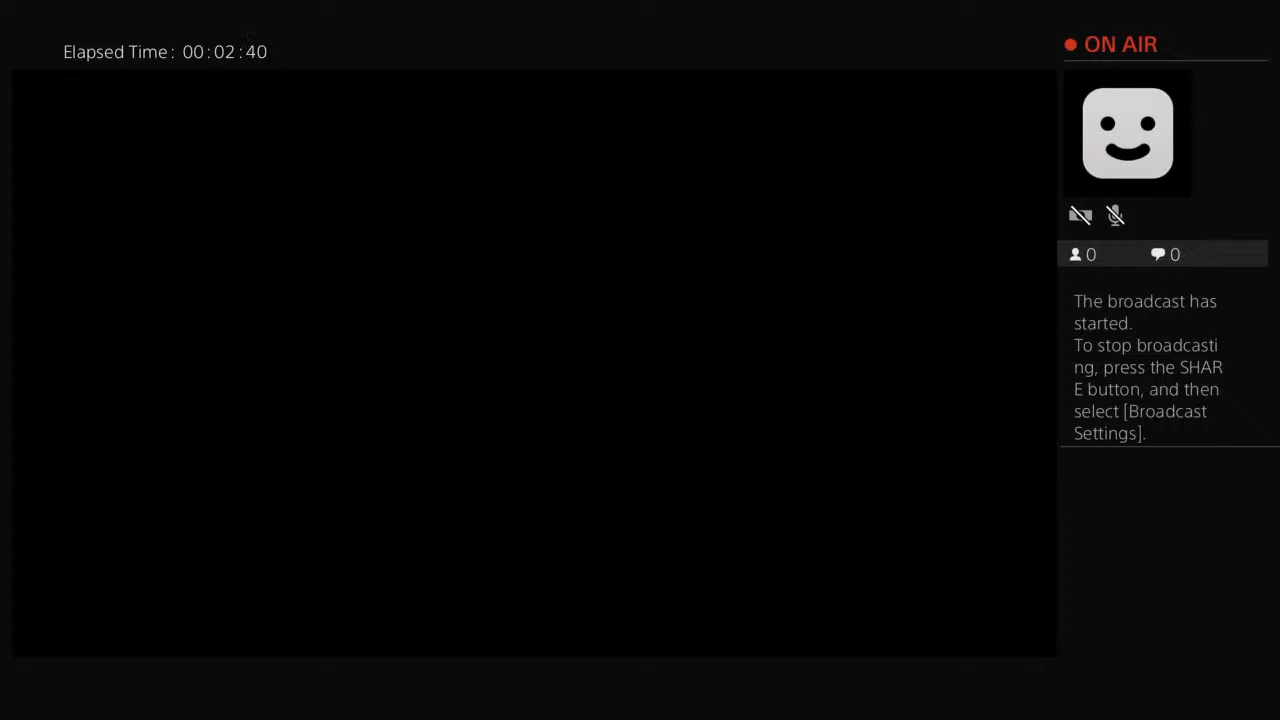 Elapsed Time: 00:02:40
ON AIR
0 0
The broadcast has
started.
To stop broadcasti
ng, press the SHAR
E button, and then
select [Broadcast
Settings].